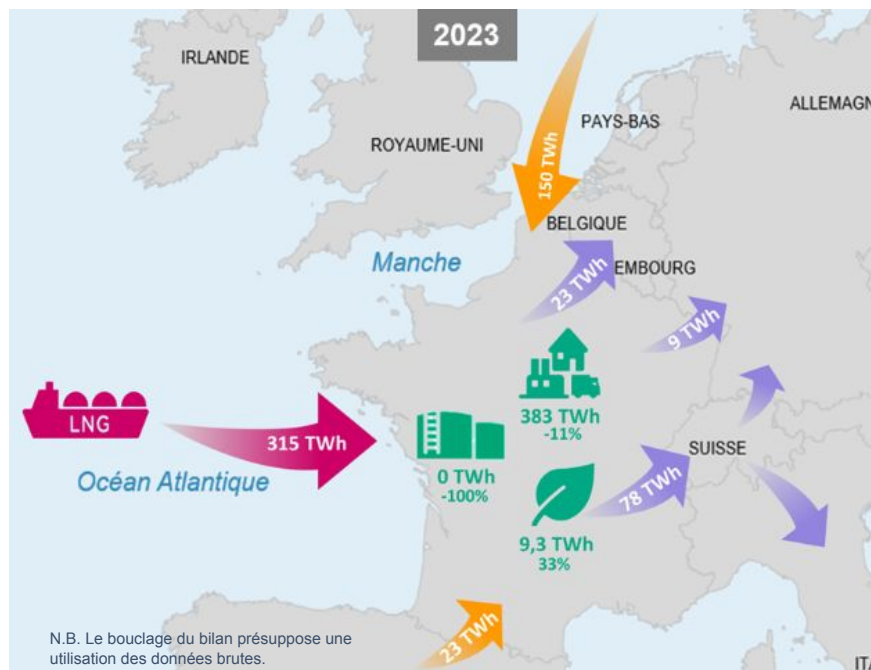 2023
IRLANDE
ROYAUME-UNI
PAYS-BAS
ALLEMAGN
150 TWh
BELGIQUE
Manche
EMBOURG
23 TWh
9 TWh
LNG
315 TWh
383 TWh
-11%
0 TWh
-100%
SUISSE
78 TWh
Océan Atlantique
9,3 TWh
33%
23 TWh
N.B. Le bouclage du bilan présuppose une
utilisation des données brutes.
ITA